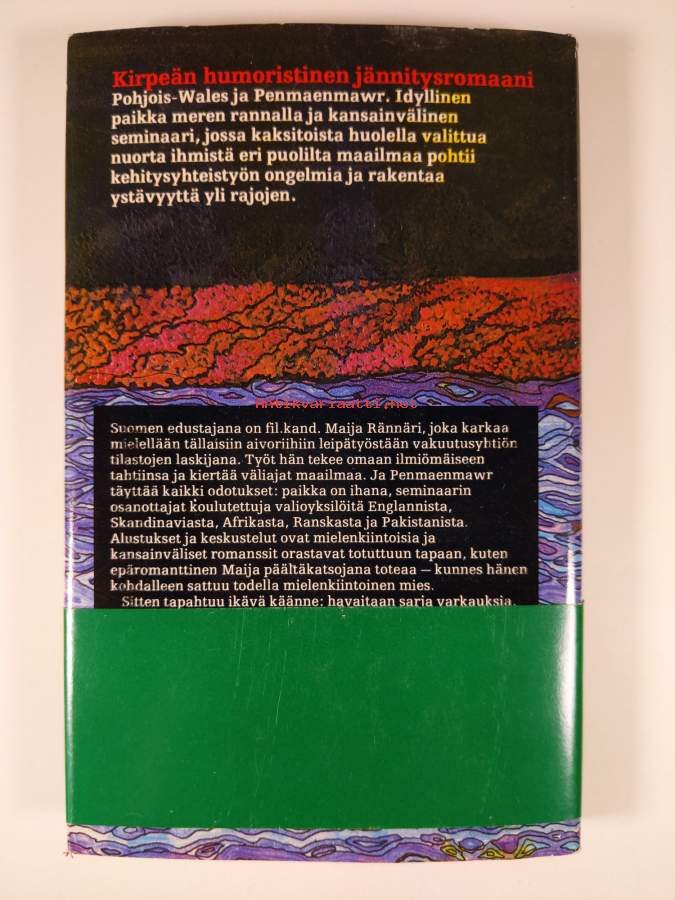 Kirpeän humoristinen jännitysromaani
Pohjois-Wales ja Penmaenmawr. Idyllinen
paikka meren rannalla ja kansainvälinen
seminaari, jossa kaksitoista huolella valittua
nuorta ihmistä eri puolilta maailmaa pohtii
kehitysyhteistyön ongelmia ja rakentaa
ystävyyttä yli rajojen.
Antikvariaatti.net
Suomen edustajana on fil.kand. Maija Rännäri, joka karkaa
mielellään tällaisiin aivoriihiin leipätyöstään vakuutusyhtiön
tilastojen laskijana. Työt hän tekee omaan ilmiömäiseen
tahtiinsa ja kiertää väliajat maailmaa. Ja Penmaenmawr
täyttää kaikki odotukset: paikka on ihana, seminaarin
osanottajat koulutettuja valioyksilöitä Englannista,
Skandinaviasta, Afrikasta, Ranskasta ja Pakistanista.
Alustukset ja keskustelut ovat mielenkiintoisia ja
kansainväliset romanssit orastavat totuttuun tapaan, kuten
epäromanttinen Maija päältäkatsojana toteaa — kunnes hänen
kohdalleen sattuu todella mielenkiintoinen mies.
Sitten tapahtuu ikävä käänne: havaitaan sarja varkauksia,